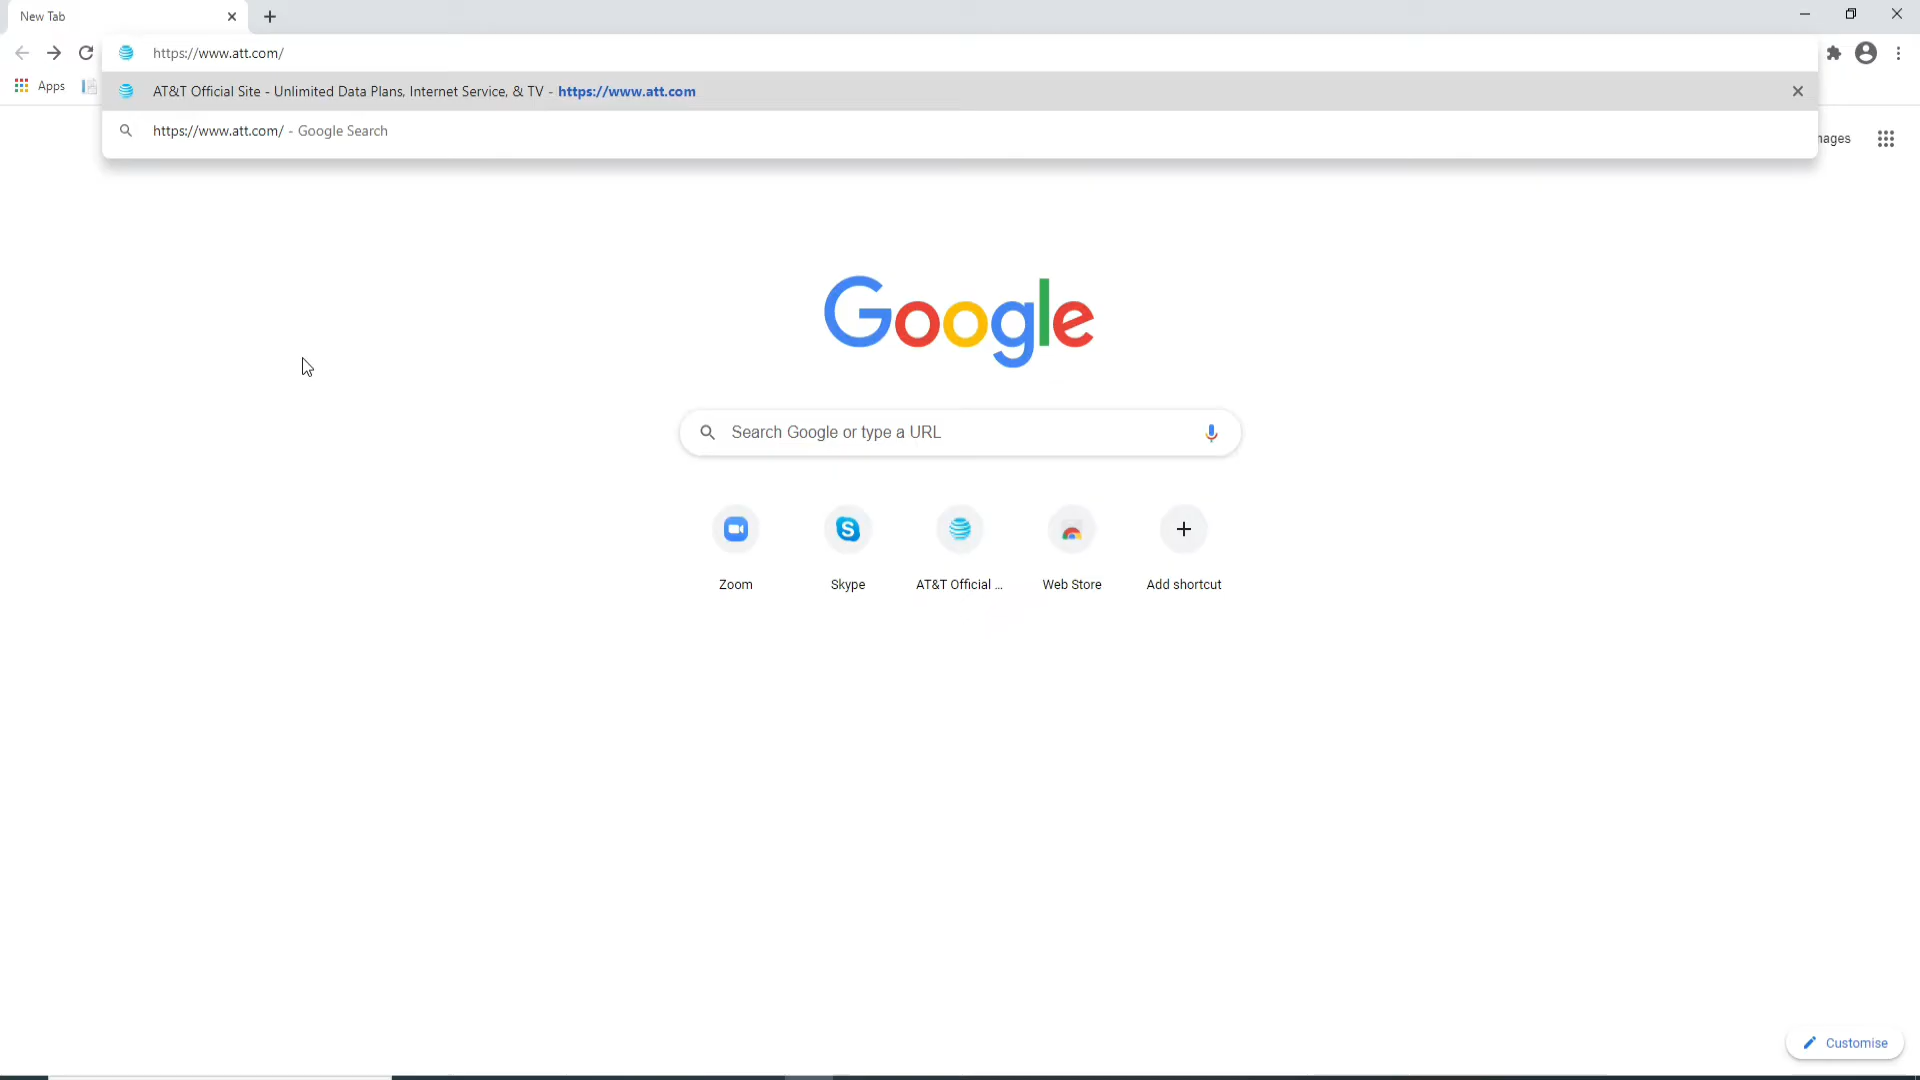 New Tab
https://www.att.com/
AT&T Official Site - Unlimited Data Plans, Internet Service, & TV - https://www.att.com
Apps
https://www.att.com/ - Google Search
Google
Search Google or type a URL
Zoom
Skype
AT&T Official ...
Web Store
Add shortcut
Customise